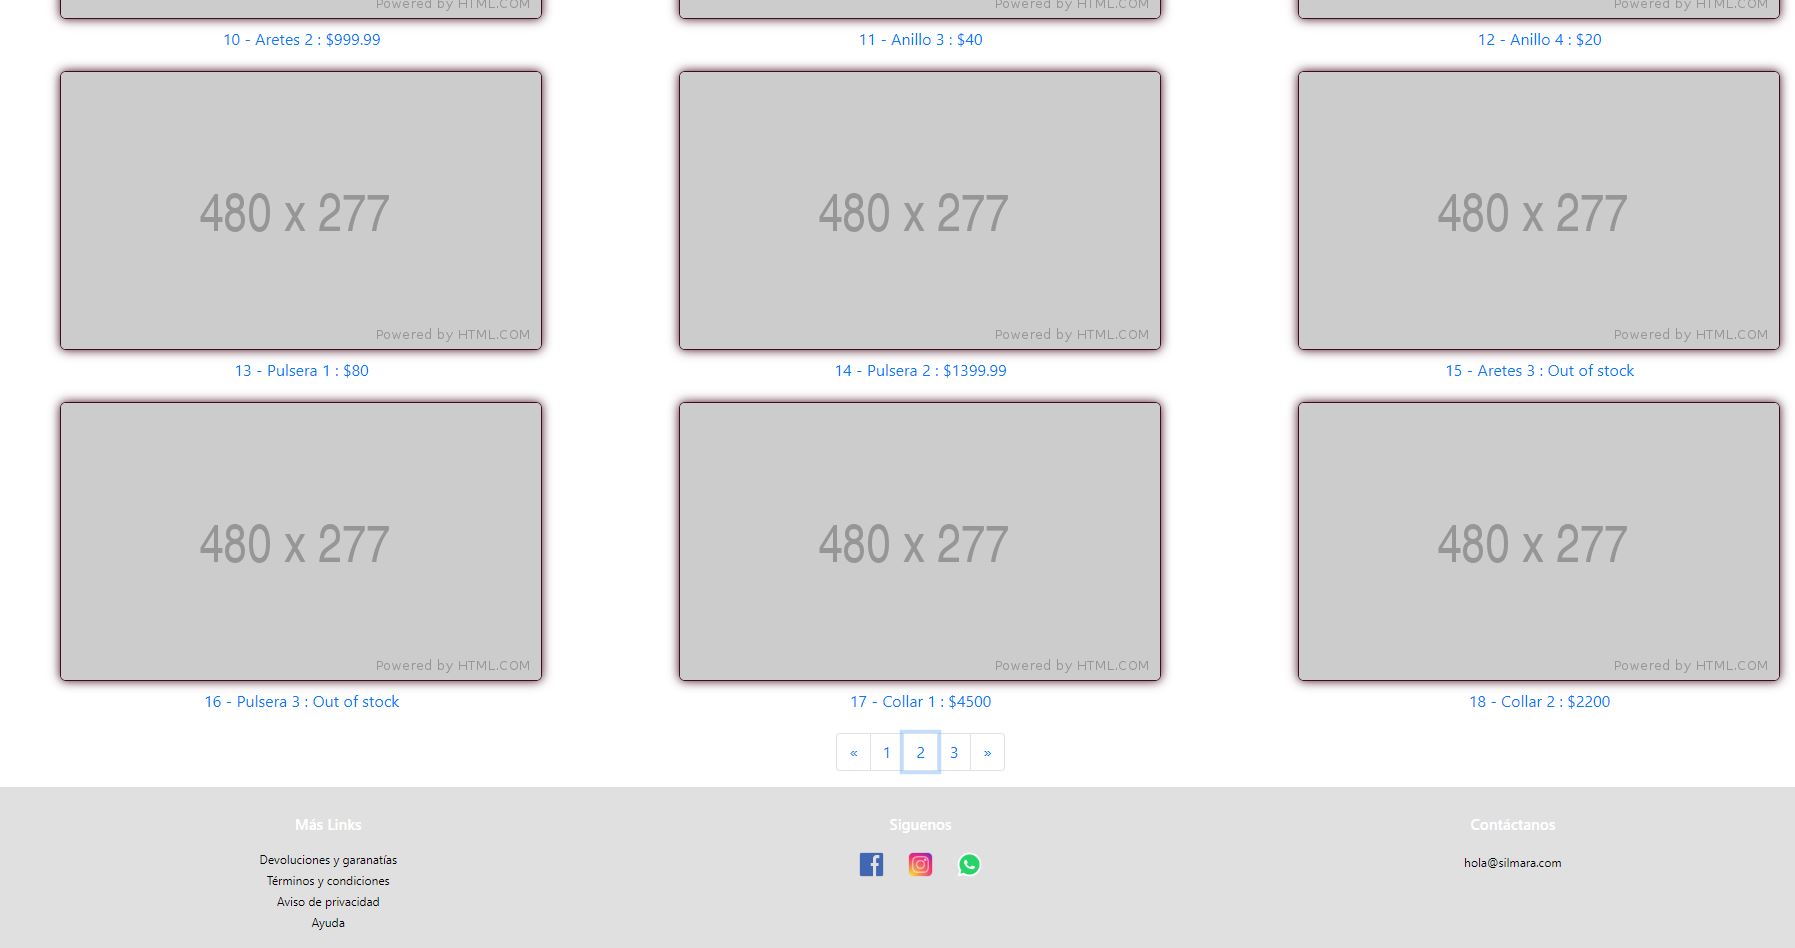 Powered by HTML.COM Powered by HTML.COM Powered by HTML.COM
10 - Aretes 2 : $999.99 11 - Anillo 3 : $40 12 - Anillo 4 : $20
480 x 277 480 x 277 480 x 277
Powered by HTML.COM Powered by HTML.COM Powered by HTML.COM
13 - Pulsera 1 : $80 14 - Pulsera 2 : $1399.99 15 - Aretes 3 : Out of stock
480 x 277 480 x 277 480 x 277
Powered by HTML.COM Powered by HTML.COM Powered by HTML.COM
16 - Pulsera 3 : Out of stock 17 - Collar 1 : $4500 18 - Collar 2 : $2200
« 1 2 3 »
Más Links
Devoluciones y garanatías
Términos y condiciones
Aviso de privacidad
Ayuda
Siguenos
Contáctanos
hola@silmara.com